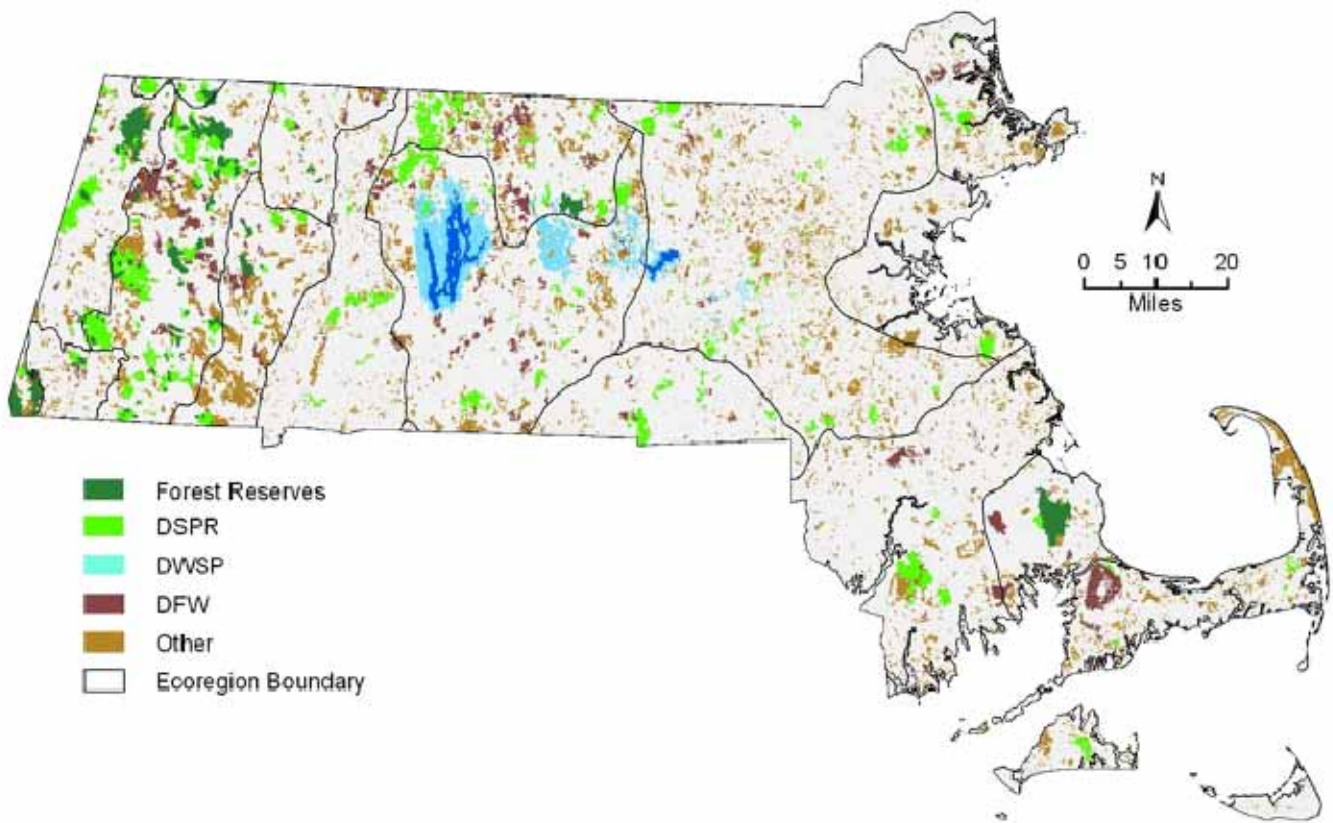 N
0 5 10 20
Miles
Forest Reserves
DSPR
DWSP
DFW
Other
Ecoregion Boundary